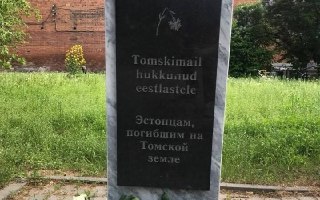 Tomskimail
hukkunud
eestlastele
Эстонцам,
погибшим на
Томской
земле